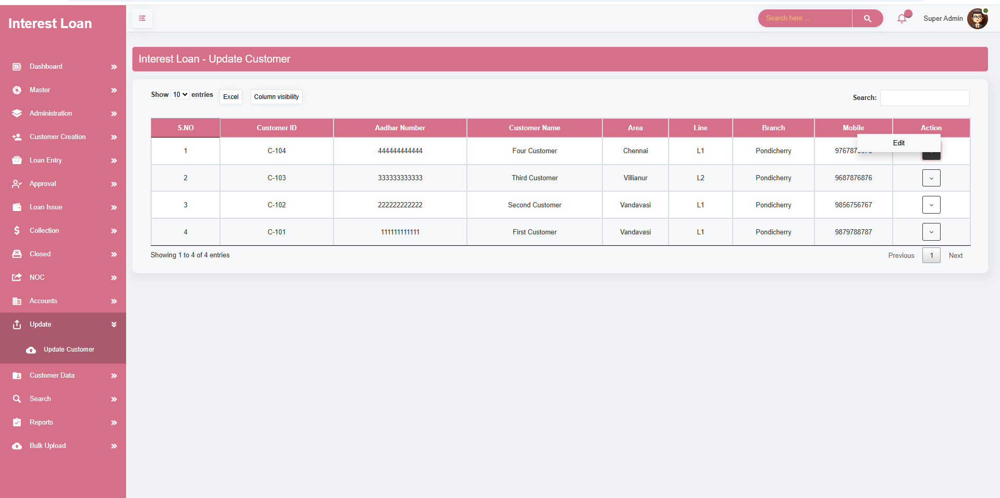 Interest Loan
Search here ...
Super Admin
Dashboard
Master
Administration
Customer Creation
Loan Entry
Approval
Loan Issue
Collection
Closed
NOC
Accounts
Update
Update Customer
Customer Data
Search
Reports
Bulk Upload
Interest Loan - Update Customer
Show 10 entries Excel Column visibility
Search:
S.NO Customer ID Aadhar Number Customer Name Area Line Branch Mobile Action
Edit
1 C-104 444444444444 Four Customer Chennai L1 Pondicherry
2 C-103 333333333333 Third Customer Villianur L2 Pondicherry 9687876876
3 C-102 222222222222 Second Customer Vandavasi L1 Pondicherry 9856756767
4 C-101 111111111111 First Customer Vandavasi L1 Pondicherry 9879788787
Showing 1 to 4 of 4 entries
Previous 1 Next